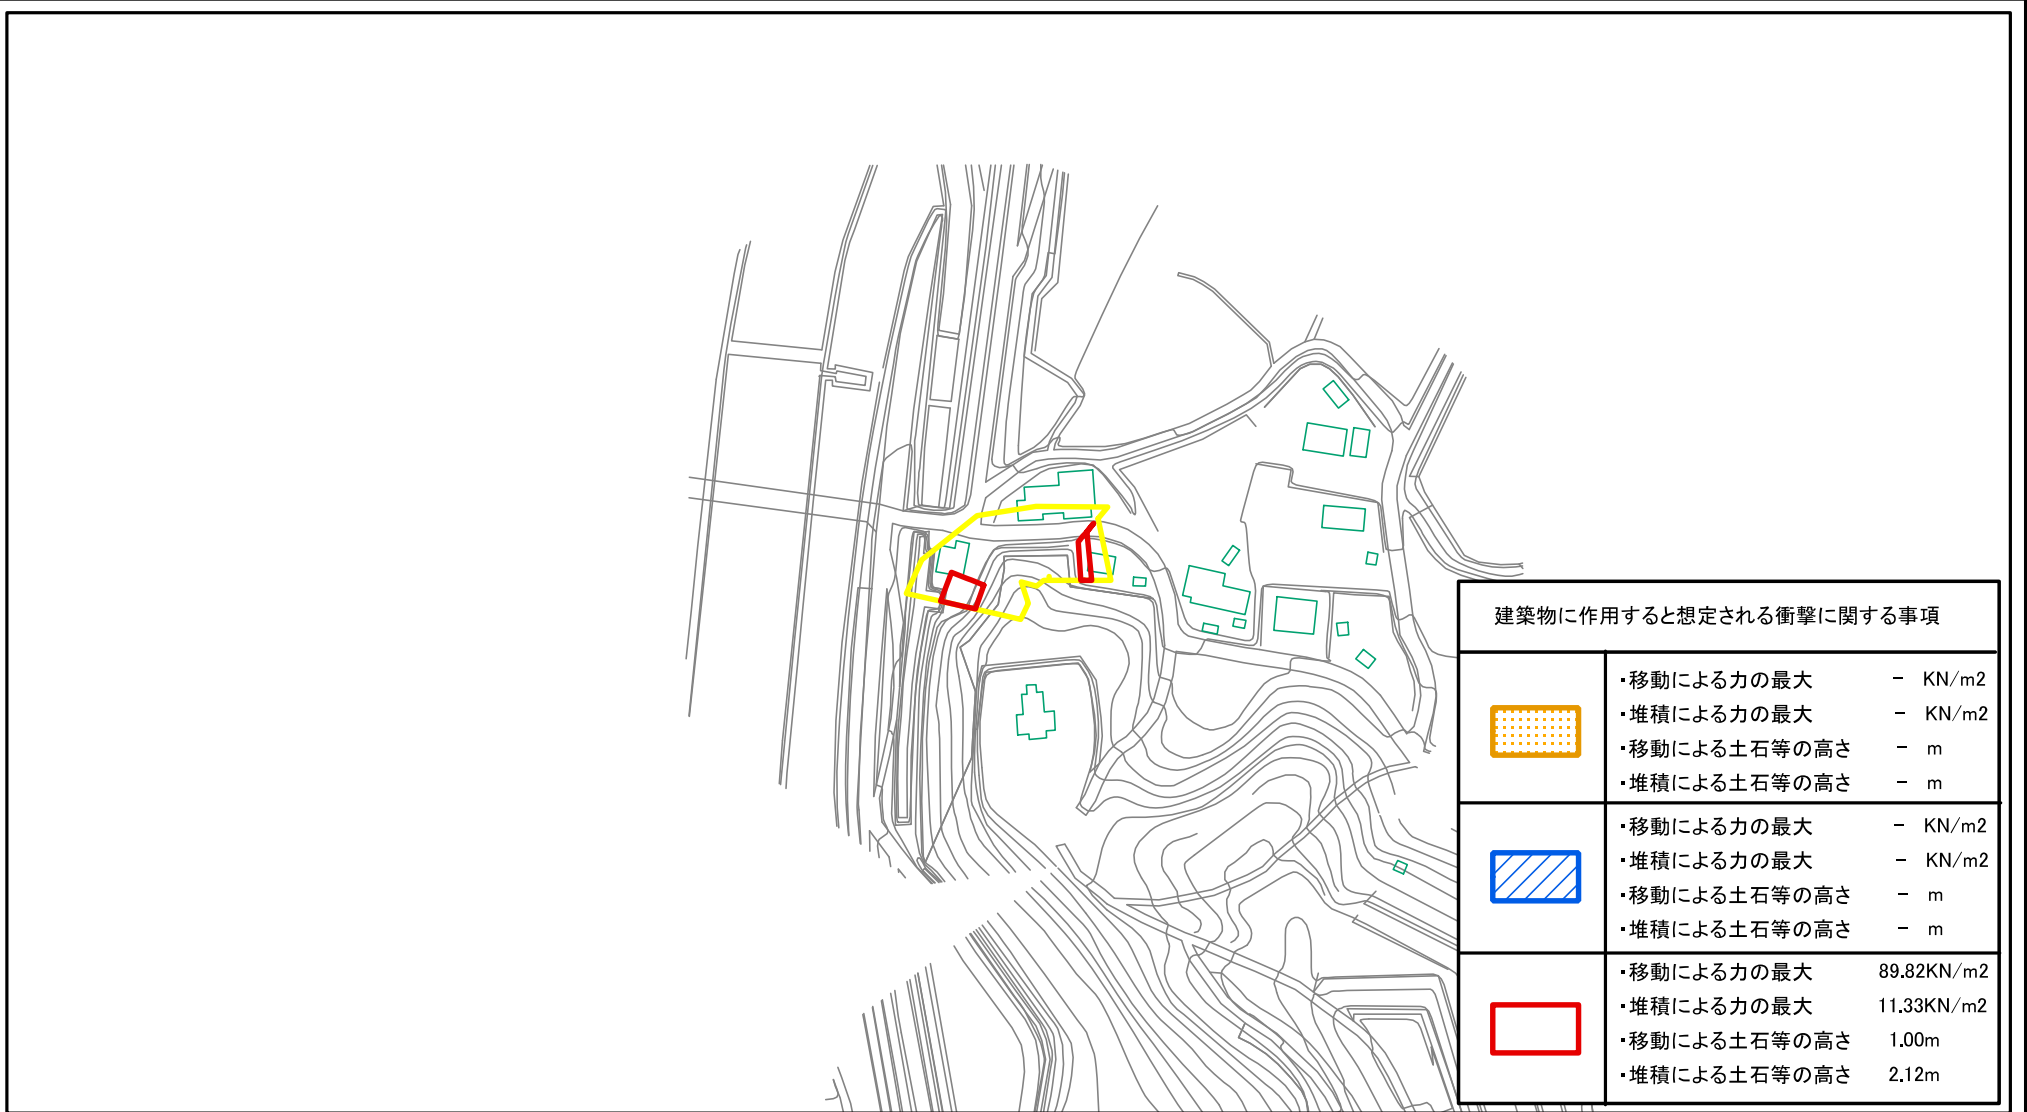 建築物に作用すると想定される衝撃に関する事項
・移動による力の最大 － KN/m2
・堆積による力の最大 － KN/m2
・移動による土石等の高さ － m
・堆積による土石等の高さ － m
・移動による力の最大 － KN/m2
・堆積による力の最大 － KN/m2
・移動による土石等の高さ － m
・堆積による土石等の高さ － m
・移動による力の最大 89.82KN/m2
・堆積による力の最大 11.33KN/m2
・移動による土石等の高さ 1.00m
・堆積による土石等の高さ 2.12m